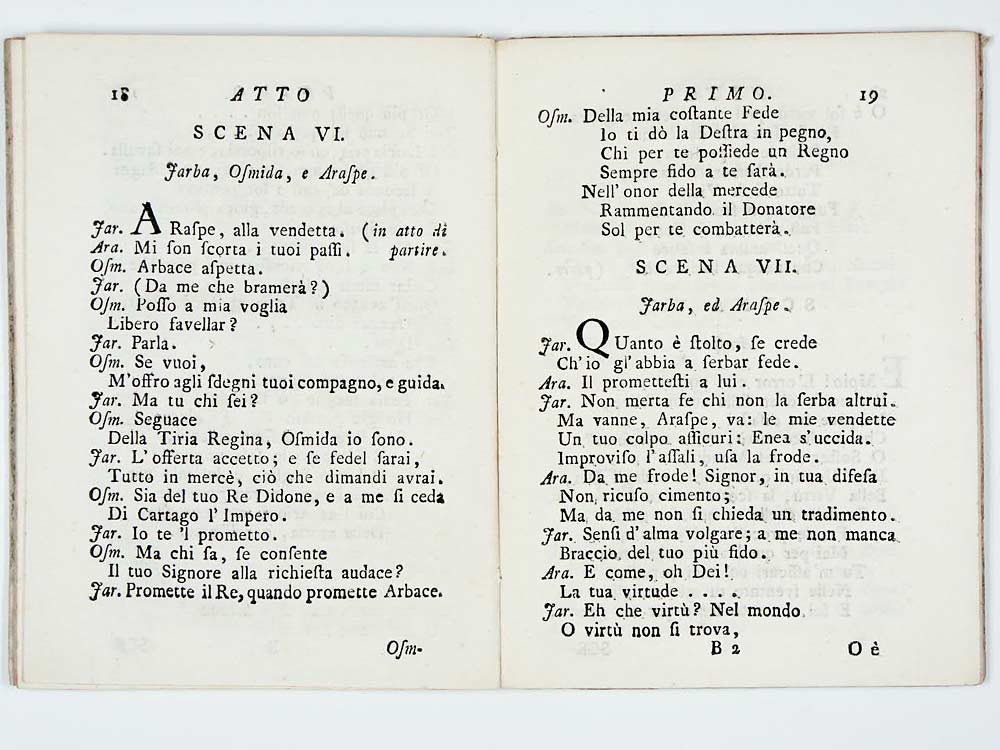 18 ATTO
SCENA VI.
Jarba, Oſmida, e Araſpe.
Jar. ARaſpe, alla vendetta. (in atto di
Ara. Mi ſon ſcorta i tuoi paſſi. partire.
Oſm. Arbace aſpetta.
Jar. (Da me che bramerà?)
Oſm. Poſſo a mia voglia
Libero favellar?
Jar. Parla.
Oſm. Se vuoi,
M'offro agli ſdegni tuoi compagno, e guida.
Jar. Ma tu chi ſei?
Oſm. Seguace
Della Tiria Regina, Oſmida io ſono.
Jar. L'offerta accetto; e ſe fedel ſarai,
Tutto in mercè, ciò che dimandi avrai.
Oſm. Sia del tuo Re Didone, e a me ſi ceda
Di Cartago l'Impero.
Jar. Io te 'l prometto.
Oſm. Ma chi ſa, ſe conſente
Il tuo Signore alla richieſta audace?
Jar. Promette il Re, quando promette Arbace.
Oſm-
PRIMO. 19
Oſm. Della mia coſtante Fede
Io ti dò la Deſtra in pegno,
Chi per te poſſiede un Regno
Sempre fido a te ſarà.
Nell'onor della mercede
Rammentando il Donatore
Sol per te combatterà.
SCENA VII.
Jarba, ed Araſpe.
Jar. QUanto è ſtolto, ſe crede
Ch'io gl'abbia a ſerbar fede.
Ara. Il prometteſti a lui.
Jar. Non merta fe chi non la ſerba altrui.
Ma vanne, Araſpe, va: le mie vendette
Un tuo colpo aſſicuri: Enea s'uccida.
Improviſo l'aſſali, uſa la frode.
Ara. Da me frode! Signor, in tua difeſa
Non ricuſo cimento;
Ma da me non ſi chieda un tradimento.
Jar. Senſi d'alma volgare; a me non manca
Braccio del tuo più fido.
Ara. E come, oh Dei!
La tua virtude . . . .
Jar. Eh che virtù? Nel mondo
O virtù non ſi trova,
B 2 O è